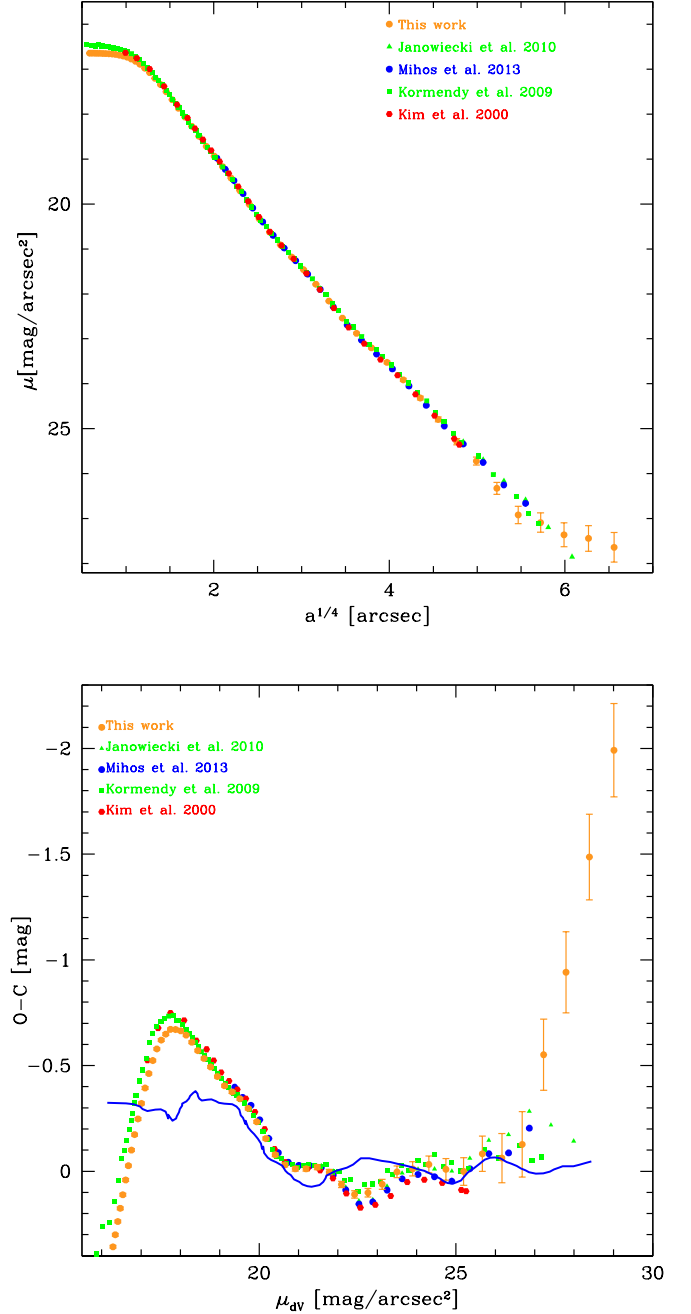 This work
Janowiecki et al. 2010
Mihos et al. 2013
Kormendy et al. 2009
Kim et al. 2000
20
25
μ[mag/arcsec²]
2
4
6
a^1/4 [arcsec]
This work
Janowiecki et al. 2010
Mihos et al. 2013
Kormendy et al. 2009
Kim et al. 2000
−2
−1.5
−1
−0.5
0
O−C [mag]
20
25
30
μ_dV [mag/arcsec²]